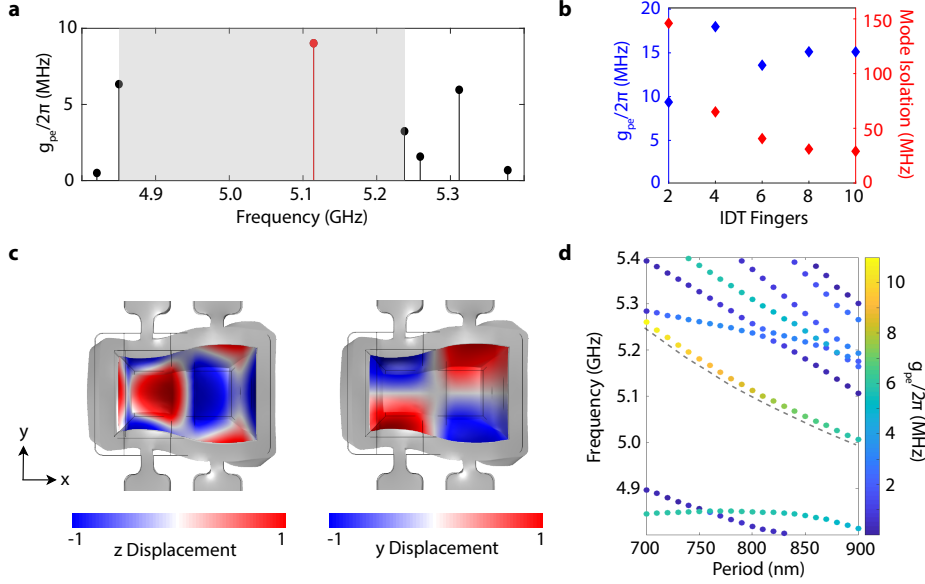 a
10
5
0
g_pe/2π (MHz)
4.9
5.0
5.1
5.2
5.3
Frequency (GHz)
b
20
15
10
5
0
g_pe/2π (MHz)
150
100
50
0
Mode Isolation (MHz)
2
4
6
8
10
IDT Fingers
c
y
x
-1
1
z Displacement
-1
1
y Displacement
d
5.4
5.3
5.2
5.1
5.0
4.9
Frequency (GHz)
700
750
800
850
900
Period (nm)
10
8
6
4
2
0
g_pe/2π (MHz)